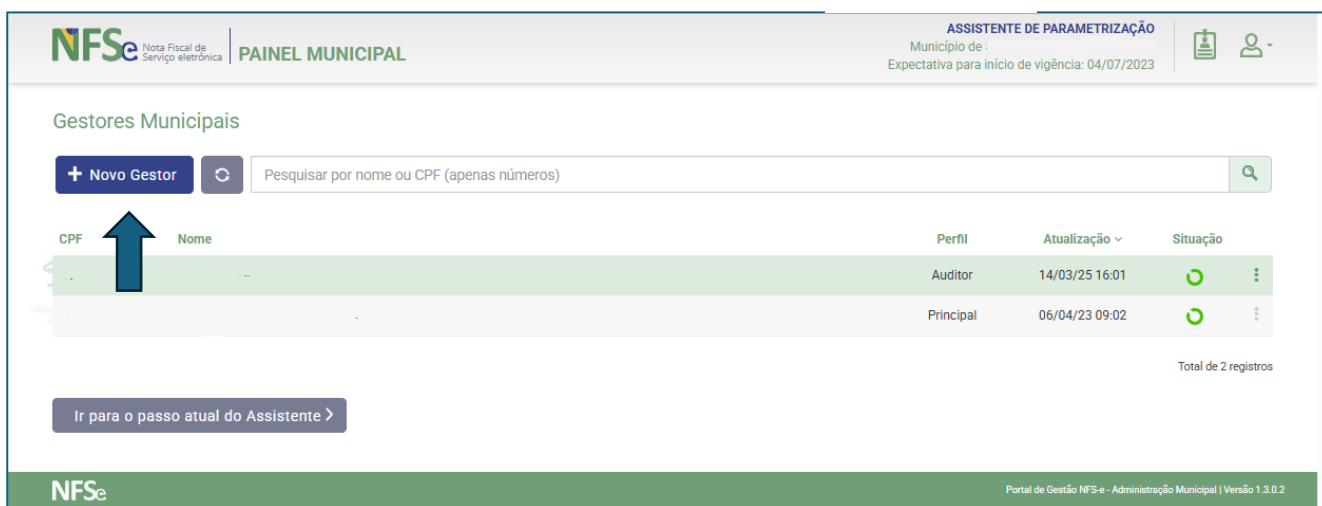 NFSe Nota Fiscal de Serviço eletrônica PAINEL MUNICIPAL
ASSISTENTE DE PARAMETRIZAÇÃO
Município de :
Expectativa para início de vigência: 04/07/2023
Gestores Municipais
+ Novo Gestor Pesquisar por nome ou CPF (apenas números)
CPF Nome Perfil Atualização Situação
Auditor 14/03/25 16:01
Principal 06/04/23 09:02
Total de 2 registros
Ir para o passo atual do Assistente >
NFSe Portal de Gestão NFS-e - Administração Municipal | Versão 1.3.0.2